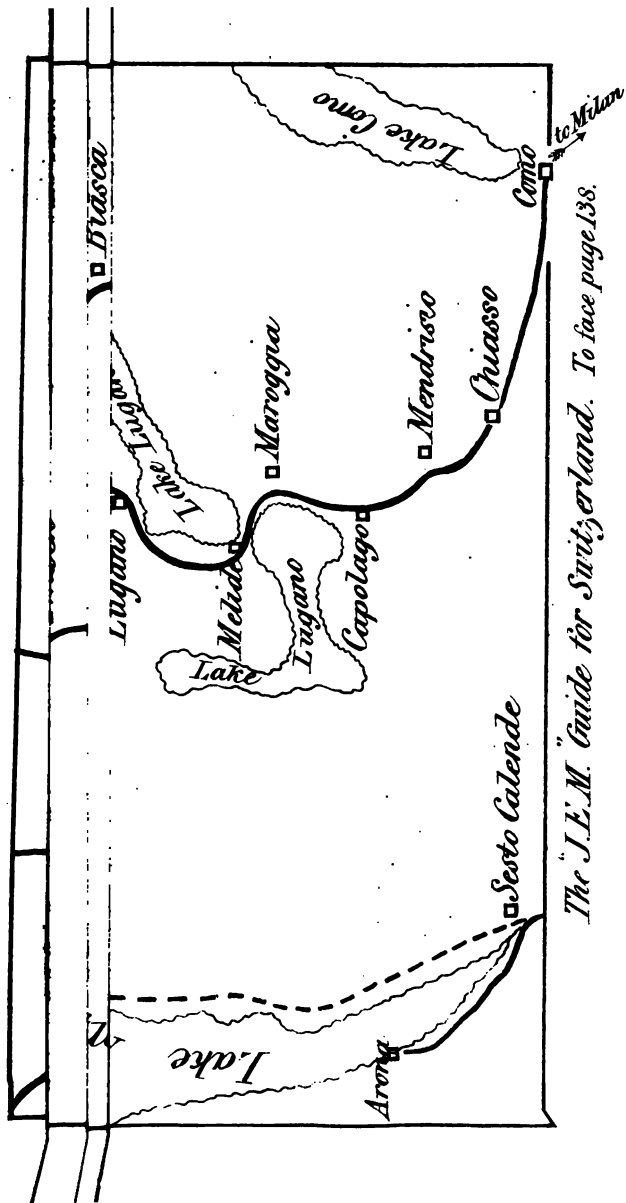 Lake Como
to Milan
Como
Brasca
Lake Lugar
Maroggia
Mendrisio
Chiasso
Lugano
Melide
Capolago
Lake
Lugano
Sesto Calende
Lake
Arona
The "J.E.M." Guide for Switzerland. To face page 138.